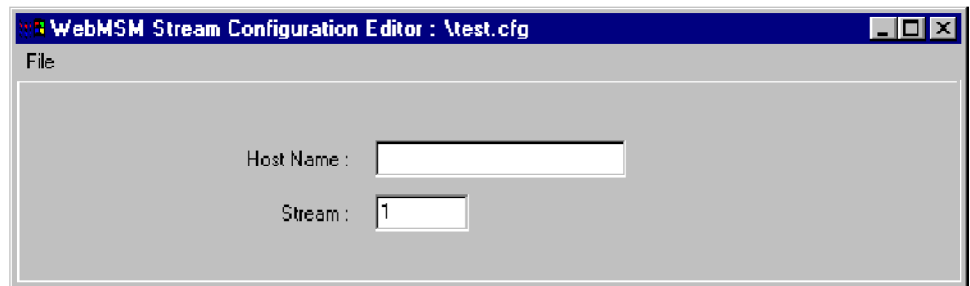 WebMSM Stream Configuration Editor : \test.cfg
File
Host Name :
Stream : 1